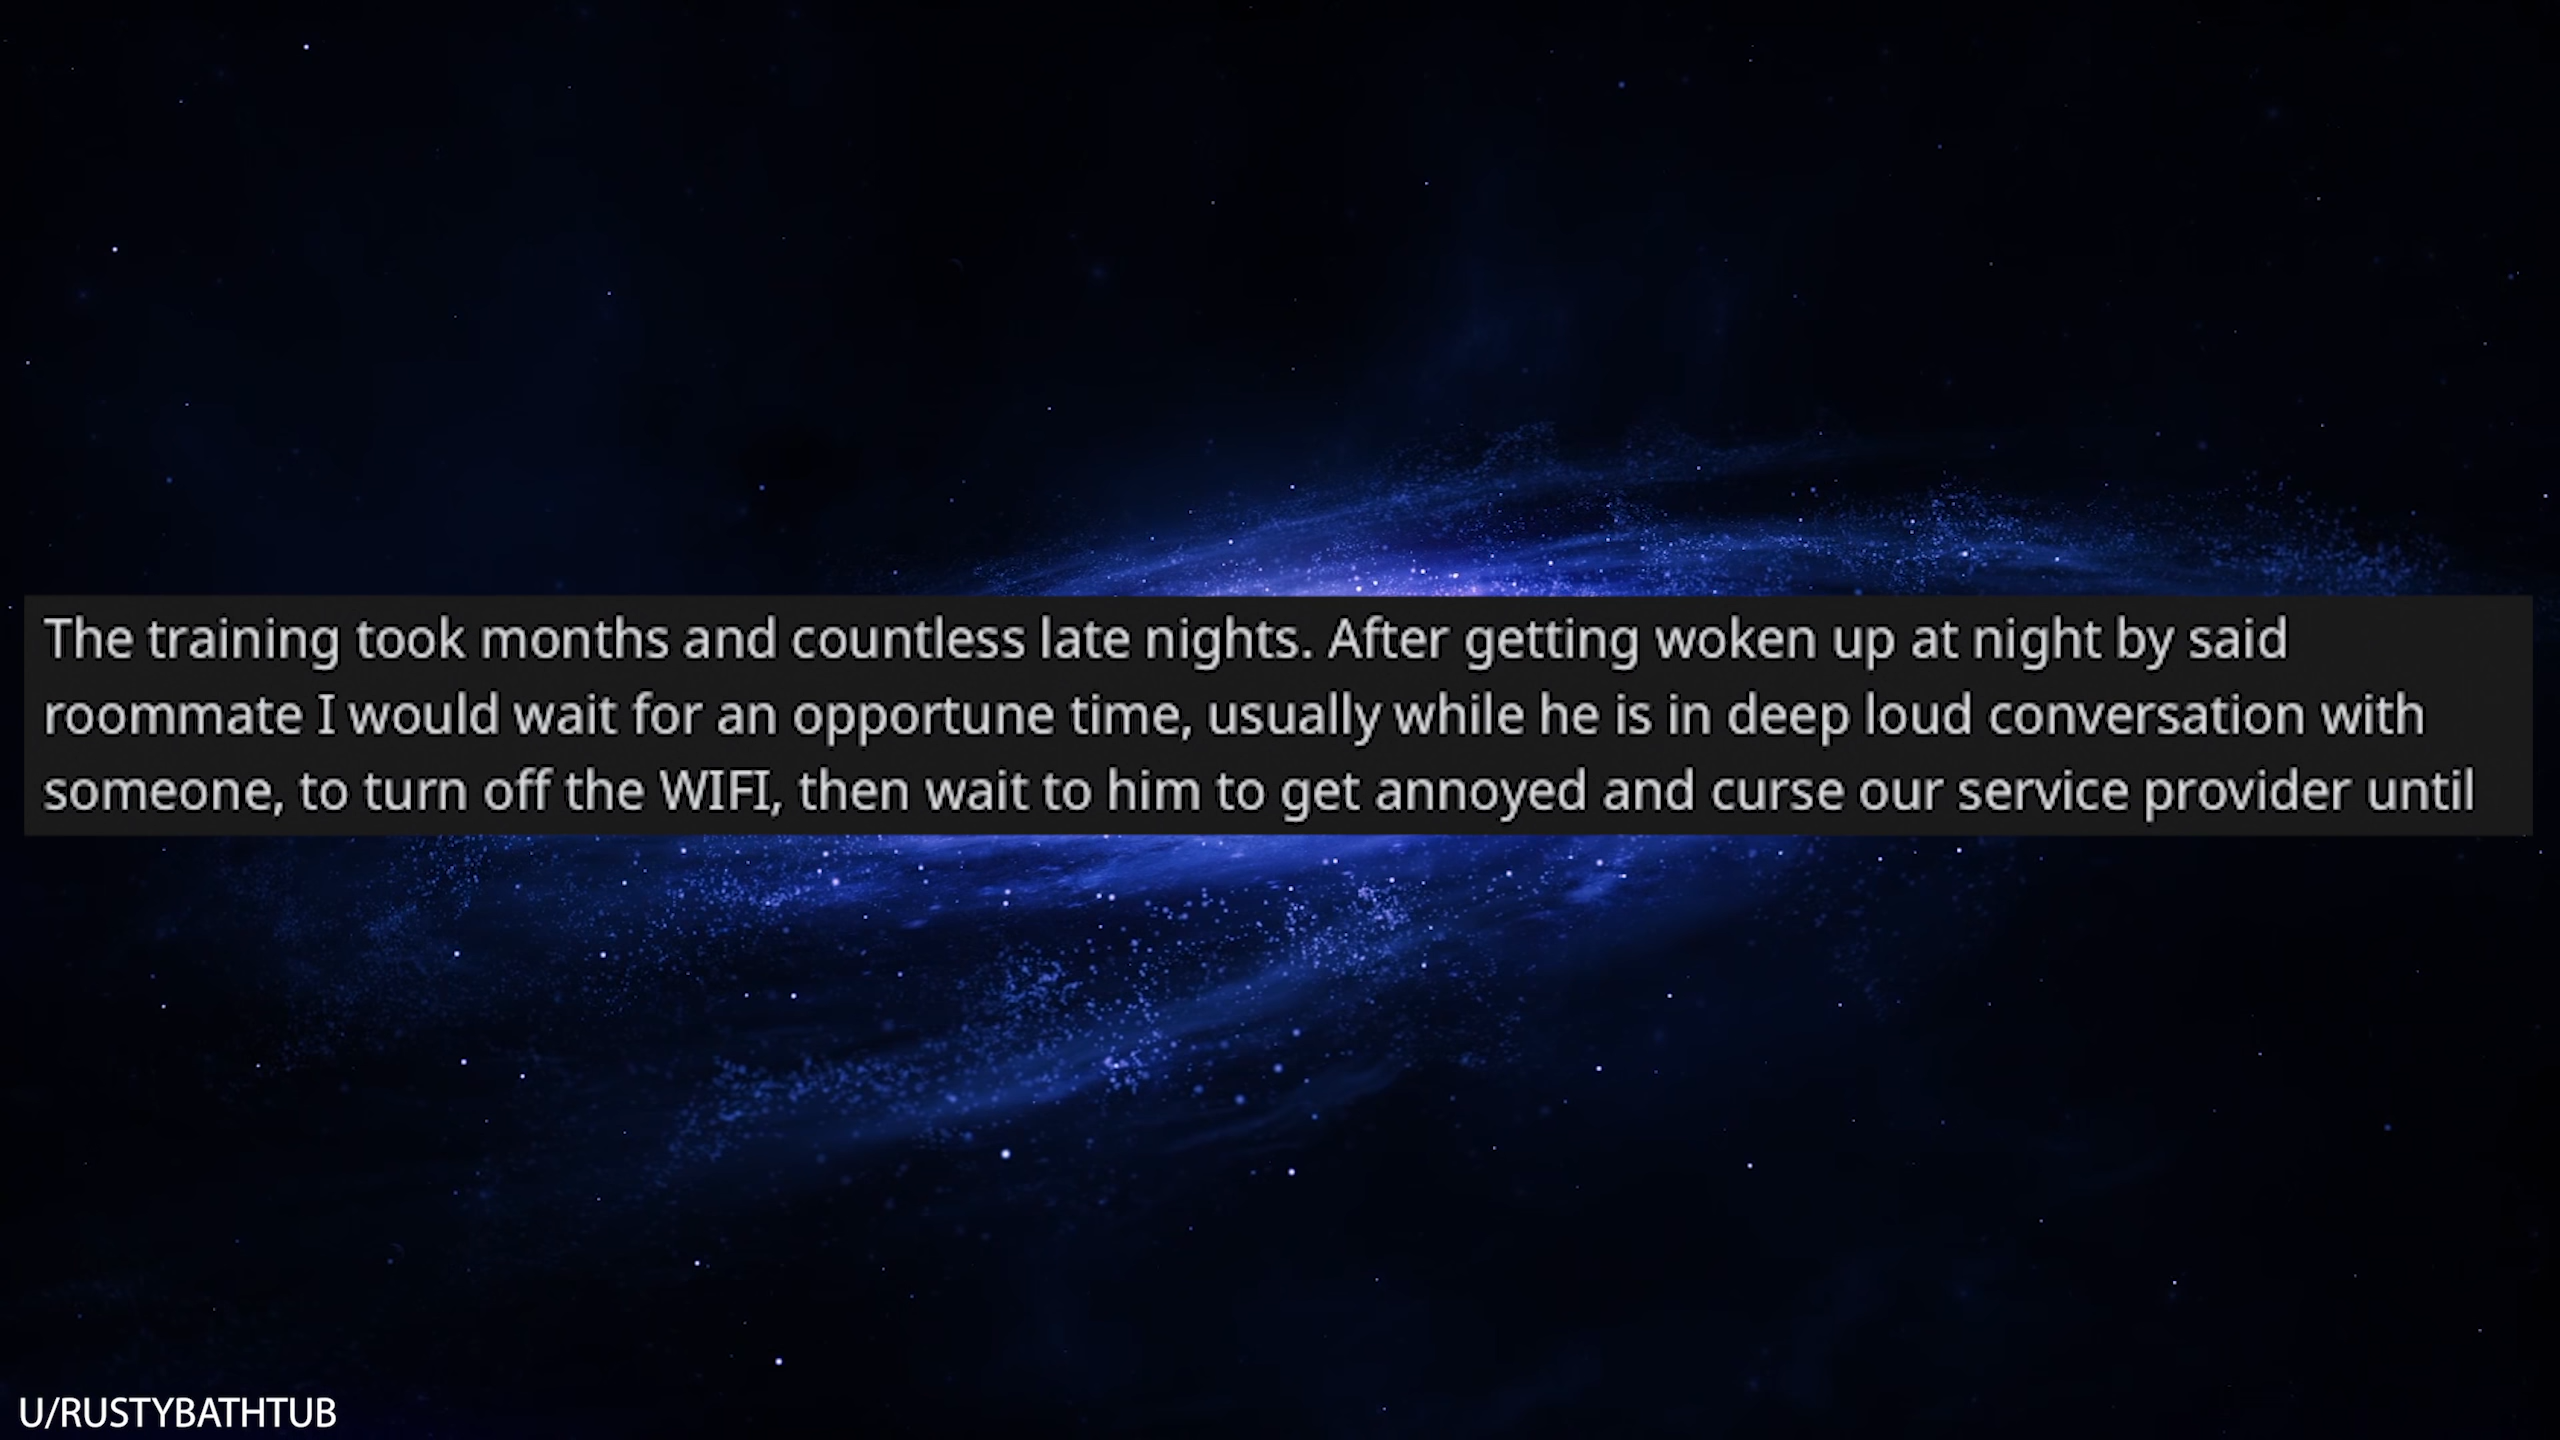 The training took months and countless late nights. After getting woken up at night by said
roommate I would wait for an opportune time, usually while he is in deep loud conversation with
someone, to turn off the WIFI, then wait to him to get annoyed and curse our service provider until
U/RUSTYBATHTUB